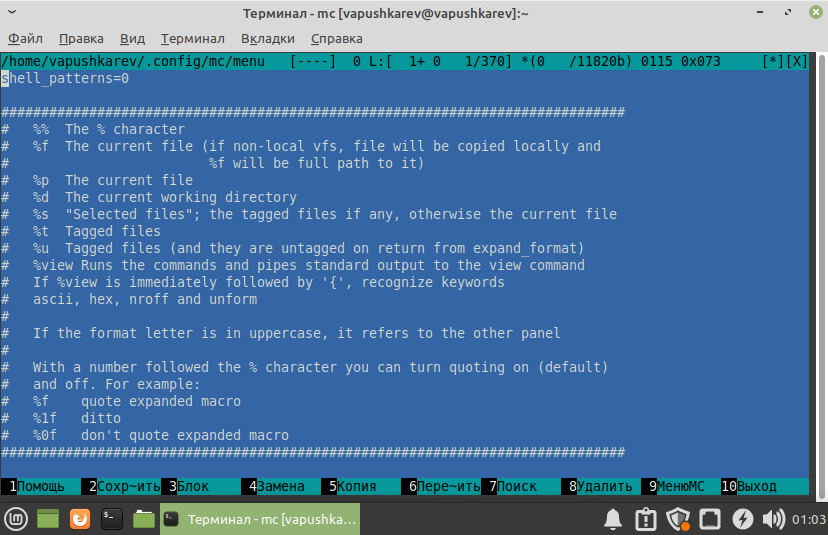 Терминал - mc [vapushkarev@vapushkarev]:~
Файл Правка Вид Терминал Вкладки Справка
/home/vapushkarev/.config/mc/menu   [----]  0 L:[  1+ 0   1/370] *(0   /11820b) 0115 0x073     [*][X]
shell_patterns=0
##############################################################################
#   %%  The % character
#   %f  The current file (if non-local vfs, file will be copied locally and
#                         %f will be full path to it)
#   %p  The current file
#   %d  The current working directory
#   %s  "Selected files"; the tagged files if any, otherwise the current file
#   %t  Tagged files
#   %u  Tagged files (and they are untagged on return from expand_format)
#   %view Runs the commands and pipes standard output to the view command
#   If %view is immediately followed by '{', recognize keywords
#   ascii, hex, nroff and unform
#
#   If the format letter is in uppercase, it refers to the other panel
#
#   With a number followed the % character you can turn quoting on (default)
#   and off. For example:
#   %f    quote expanded macro
#   %1f   ditto
#   %0f   don't quote expanded macro
##############################################################################
1Помощь 2Сохр~ить 3Блок 4Замена 5Копия 6Пере~ить 7Поиск 8Удалить 9МенюМС 10Выход
Терминал - mc [vapushka... 01:03